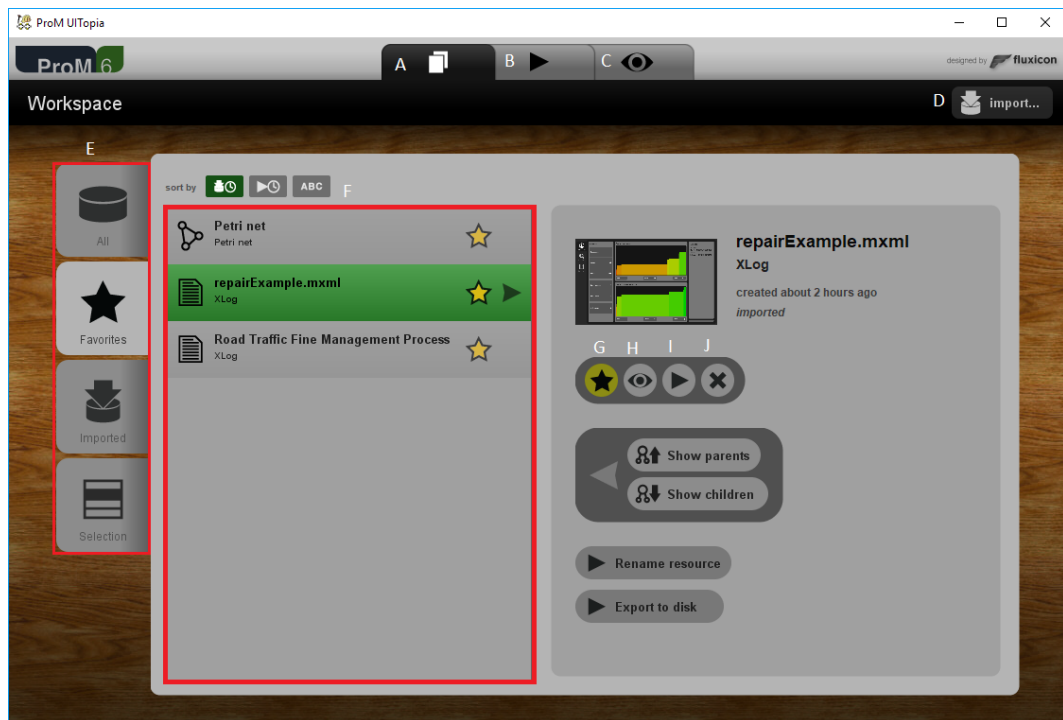 ProM UITopia
ProM 6
A
B
C
designed by fluxicon
Workspace
D import...
E
All
Favorites
Imported
Selection
sort by ABC F
Petri net
Petri net
repairExample.mxml
XLog
Road Traffic Fine Management Process
XLog
repairExample.mxml
XLog
created about 2 hours ago
imported
G H I J
Show parents
Show children
Rename resource
Export to disk